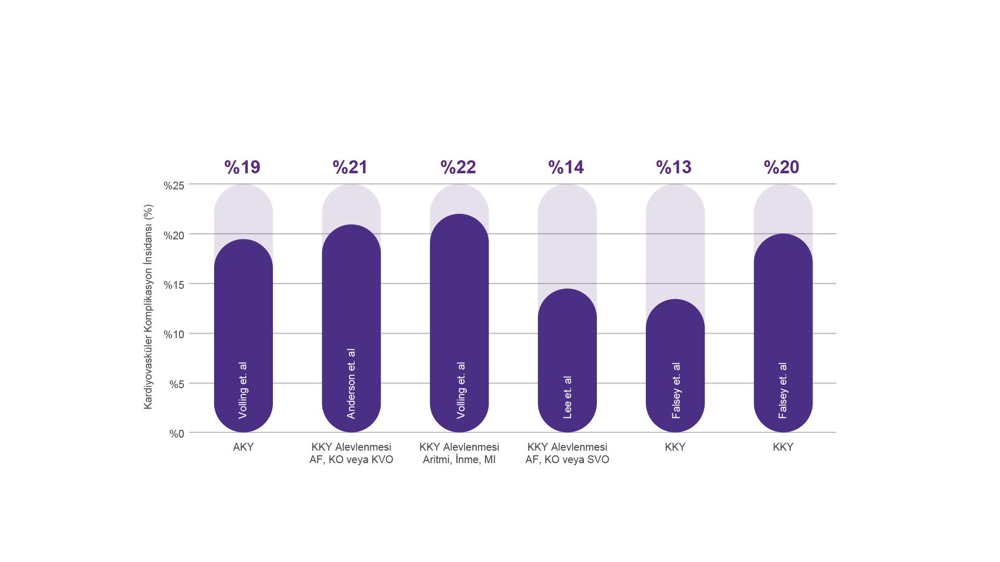 %19
%21
%22
%14
%13
%20
Kardiyovasküler Komplikasyon İnsidansı (%)
%25
%20
%15
%10
%5
%0
Volling et. al
Anderson et. al
Volling et. al
Lee et. al
Falsey et. al
Falsey et. al
AKY
KKY Alevlenmesi
AF, KO veya KVO
KKY Alevlenmesi
Aritmi, İnme, MI
KKY Alevlenmesi
AF, KO veya SVO
KKY
KKY